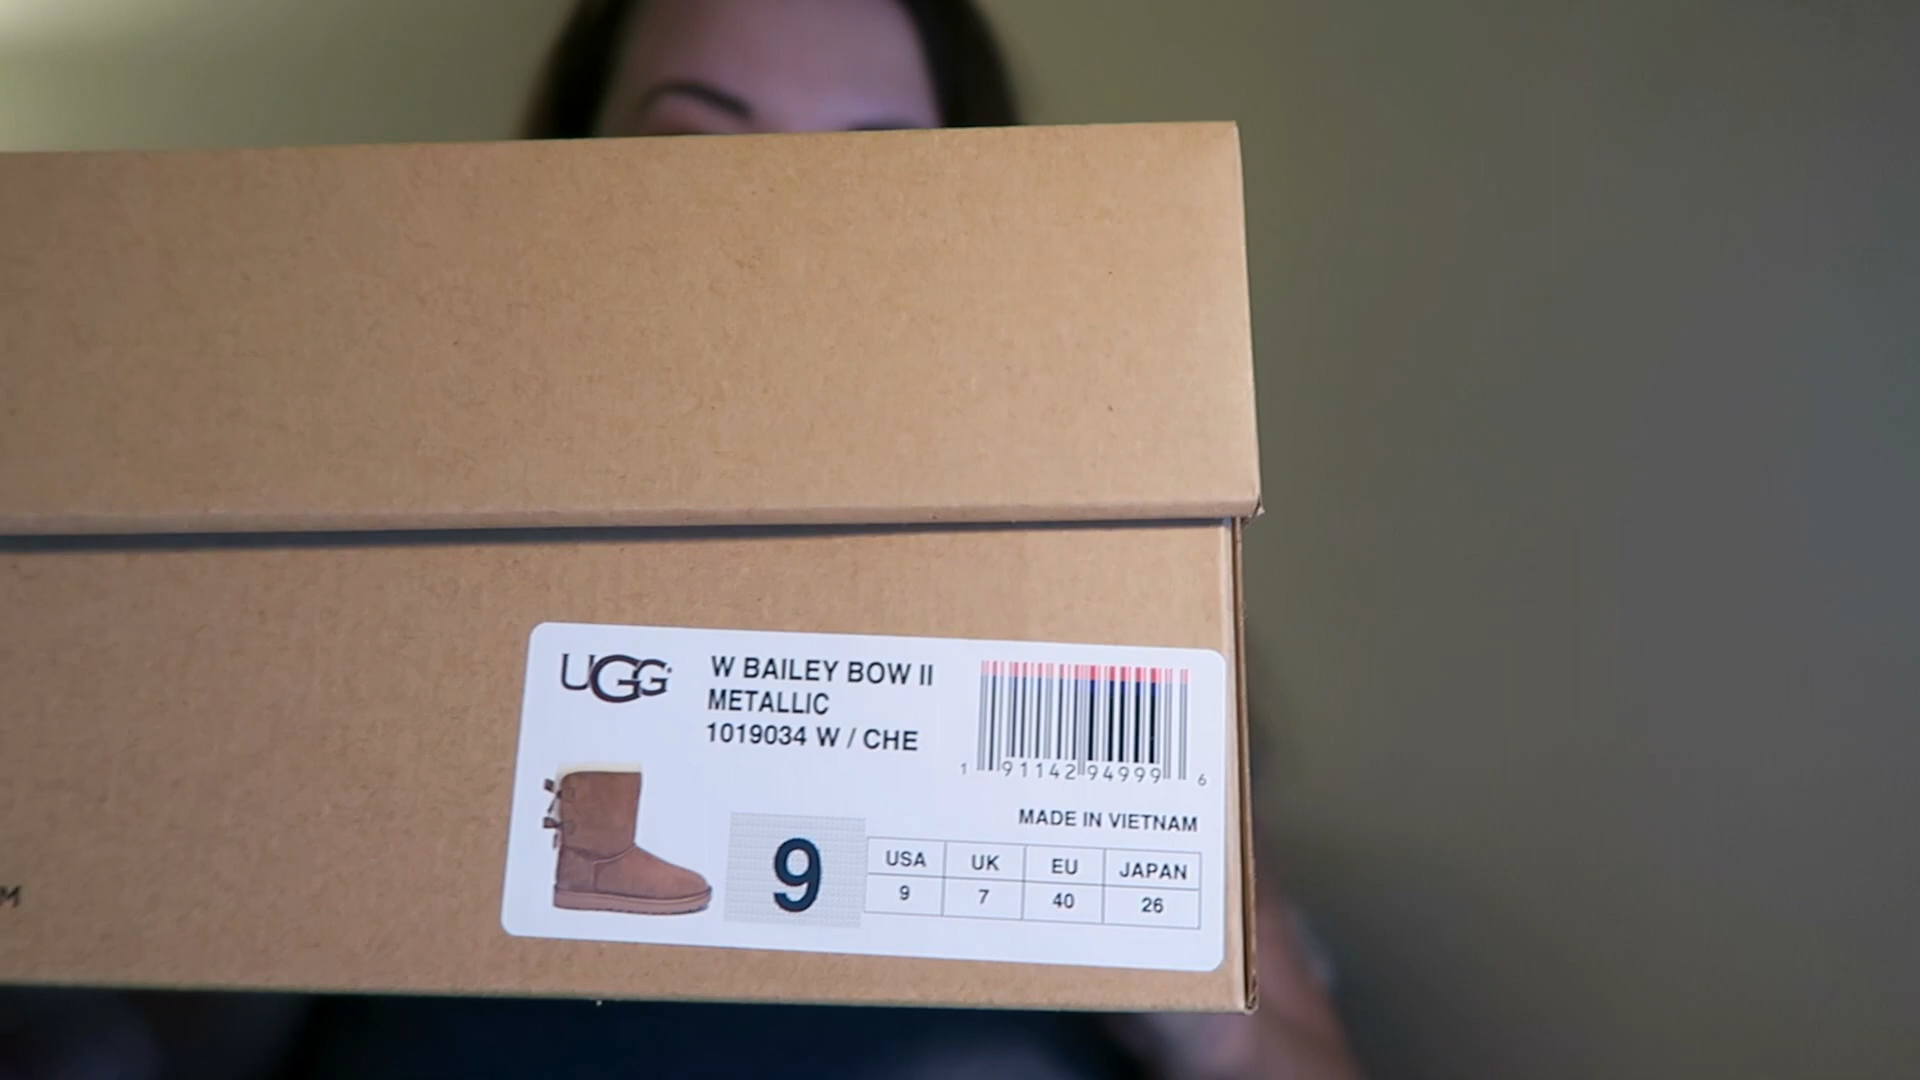 UGG
W BAILEY BOW II
METALLIC
1019034 W / CHE
1 91142 94999 6
MADE IN VIETNAM
9
USA UK EU JAPAN
9 7 40 26
M